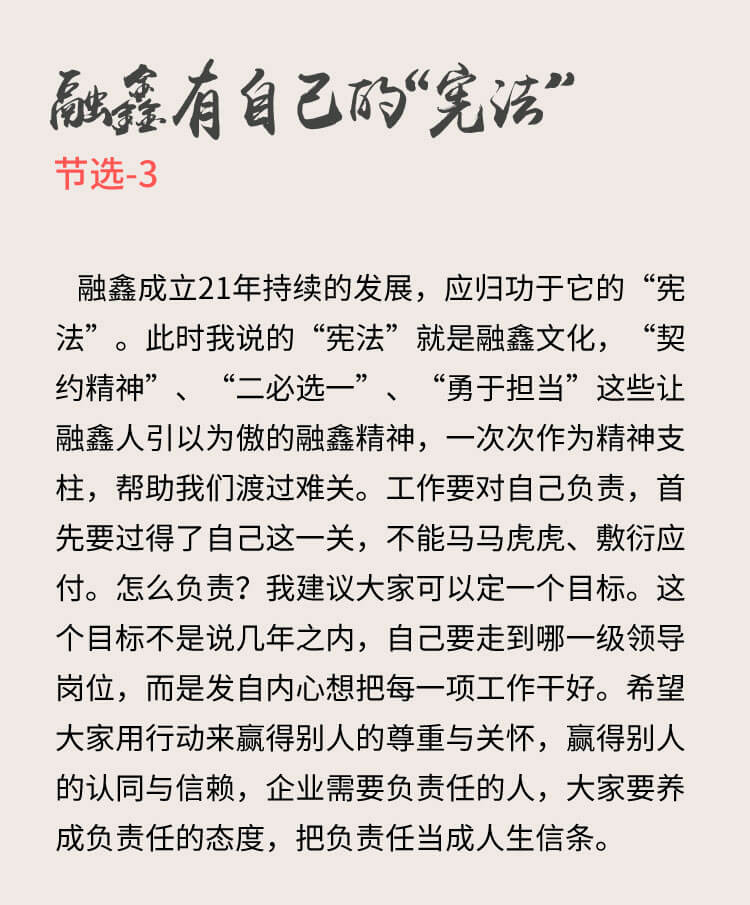 融鑫有自己的“宪法”
节选-3
融鑫成立21年持续的发展，应归功于它的“宪
法”。此时我说的“宪法”就是融鑫文化，“契
约精神”、“二必选一”、“勇于担当”这些让
融鑫人引以为傲的融鑫精神，一次次作为精神支
柱，帮助我们渡过难关。工作要对自己负责，首
先要过得了自己这一关，不能马马虎虎、敷衍应
付。怎么负责？我建议大家可以定一个目标。这
个目标不是说几年之内，自己要走到哪一级领导
岗位，而是发自内心想把每一项工作干好。希望
大家用行动来赢得别人的尊重与关怀，赢得别人
的认同与信赖，企业需要负责任的人，大家要养
成负责任的态度，把负责任当成人生信条。